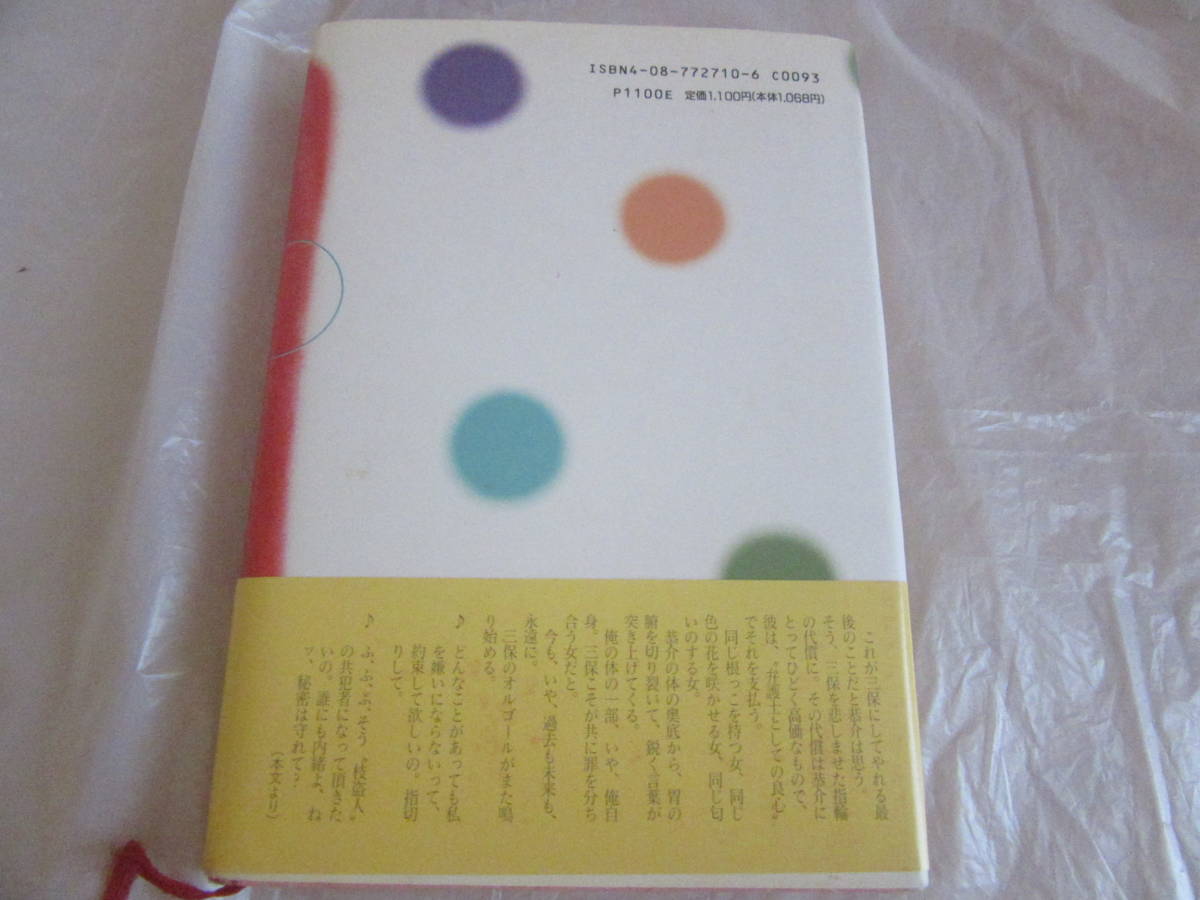 ISBN4-08-772710-6 C0093
P1100E 定価1,100円(本体1,068円)
これが三保にしてやれる最
後のことだと恭介は思う。
そう、三保を悲しませた指輪
の代償に。その代償は恭介に
とってひどく高価なもので、
彼は、〝弁護士としての良心〟
でそれを支払う。
同じ根っこを持つ女、同じ
色の花を咲かせる女、同じ匂
いのする女。
恭介の体の奥底から、胃の
腑を切り裂いて、鋭く言葉が
突き上げてくる。
俺の体の一部、いや、俺自
身。三保こそが共に罪を分ち
合う女だと。
今も、いや、過去も未来も、
永遠に。
三保のオルゴールがまた鳴
り始める。
♪ どんなことがあっても私
を嫌いにならないって、
約束して欲しいの。指切
りして。
♪ ふ、ふ、ふ、そう〝枝盗人〟
の共犯者になって頂きた
いの。誰にも内緒よ、ね
ッ、秘密は守れて?
(本文より)